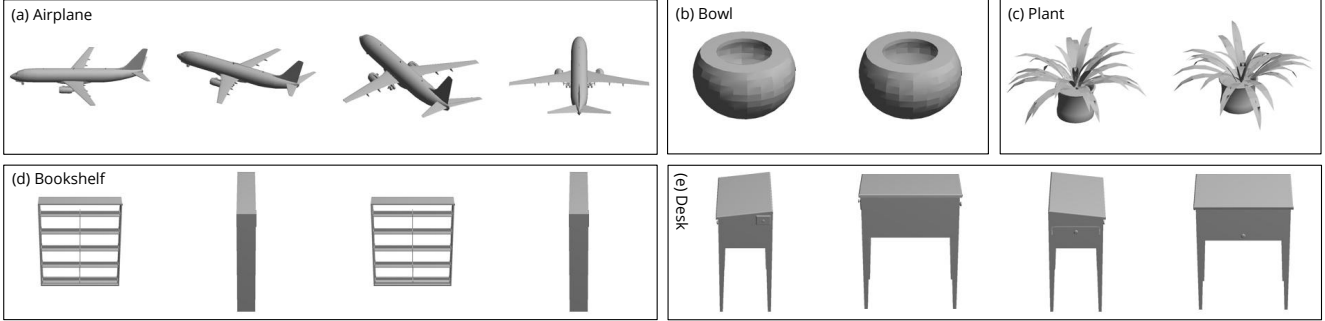 (a) Airplane
(b) Bowl
(c) Plant
(d) Bookshelf
(e) Desk